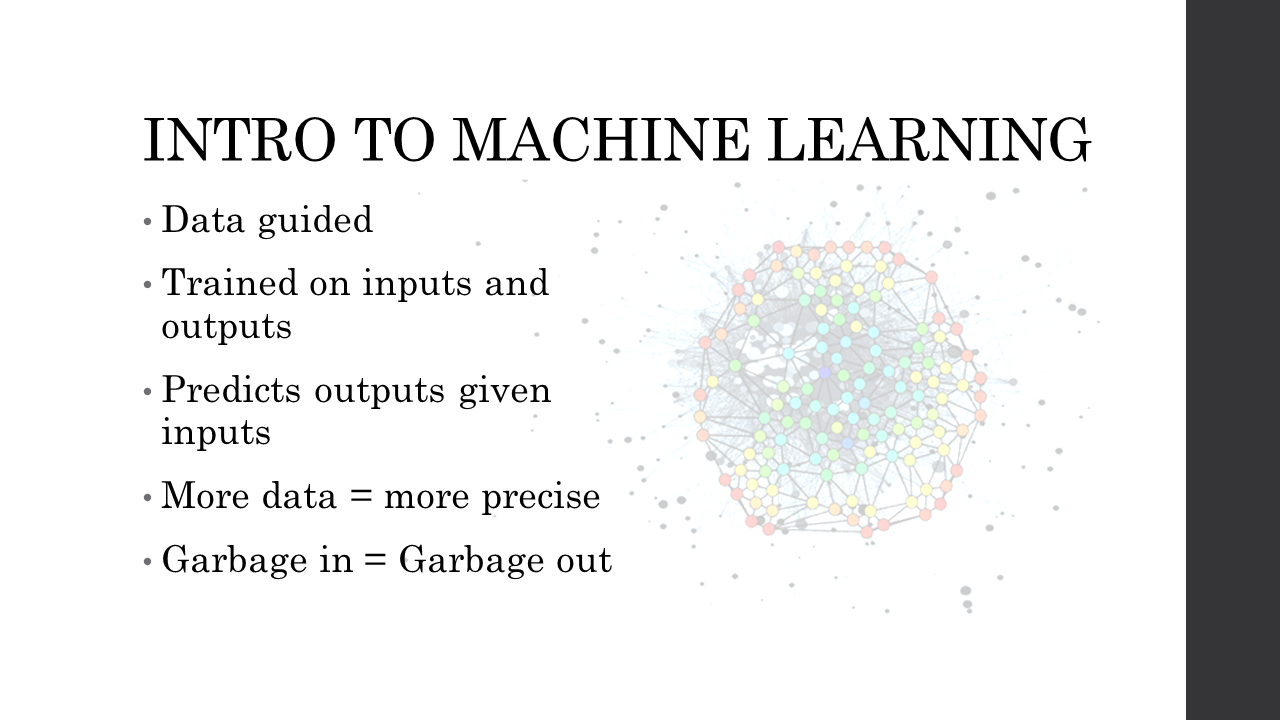 INTRO TO MACHINE LEARNING
• Data guided
• Trained on inputs and
outputs
• Predicts outputs given
inputs
• More data = more precise
• Garbage in = Garbage out